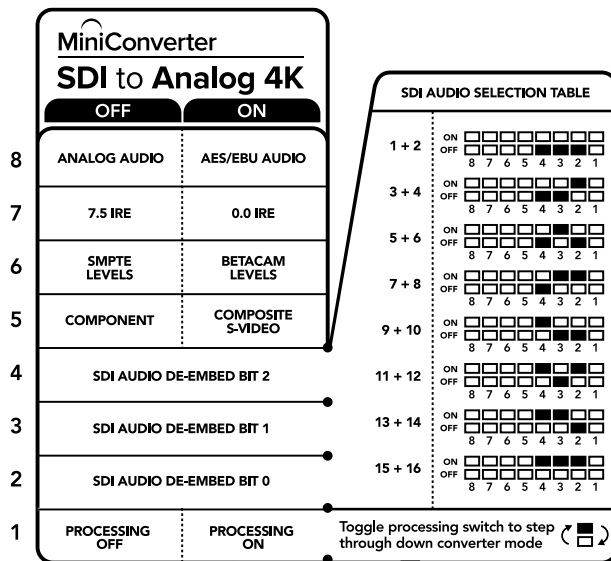 MiniConverter
SDI to Analog 4K
OFF ON
8 ANALOG AUDIO AES/EBU AUDIO
7 7.5 IRE 0.0 IRE
6 SMPTE LEVELS BETACAM LEVELS
5 COMPONENT COMPOSITE S-VIDEO
4 SDI AUDIO DE-EMBED BIT 2
3 SDI AUDIO DE-EMBED BIT 1
2 SDI AUDIO DE-EMBED BIT 0
1 PROCESSING OFF PROCESSING ON
SDI AUDIO SELECTION TABLE
ON
1 + 2 OFF
8 7 6 5 4 3 2 1
ON
3 + 4 OFF
8 7 6 5 4 3 2 1
ON
5 + 6 OFF
8 7 6 5 4 3 2 1
ON
7 + 8 OFF
8 7 6 5 4 3 2 1
ON
9 + 10 OFF
8 7 6 5 4 3 2 1
ON
11 + 12 OFF
8 7 6 5 4 3 2 1
ON
13 + 14 OFF
8 7 6 5 4 3 2 1
ON
15 + 16 OFF
8 7 6 5 4 3 2 1
Toggle processing switch to step
through down converter mode